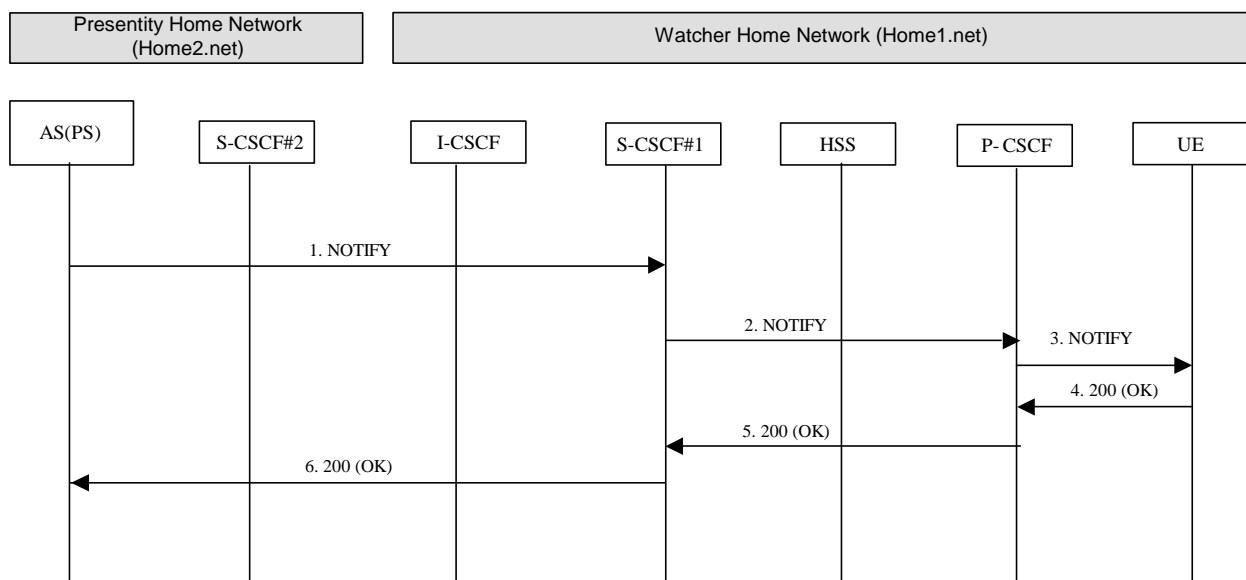 Presentity Home Network
(Home2.net)
Watcher Home Network (Home1.net)
AS(PS)
S-CSCF#2
I-CSCF
S-CSCF#1
HSS
P- CSCF
UE
1. NOTIFY
2. NOTIFY
3. NOTIFY
4. 200 (OK)
5. 200 (OK)
6. 200 (OK)